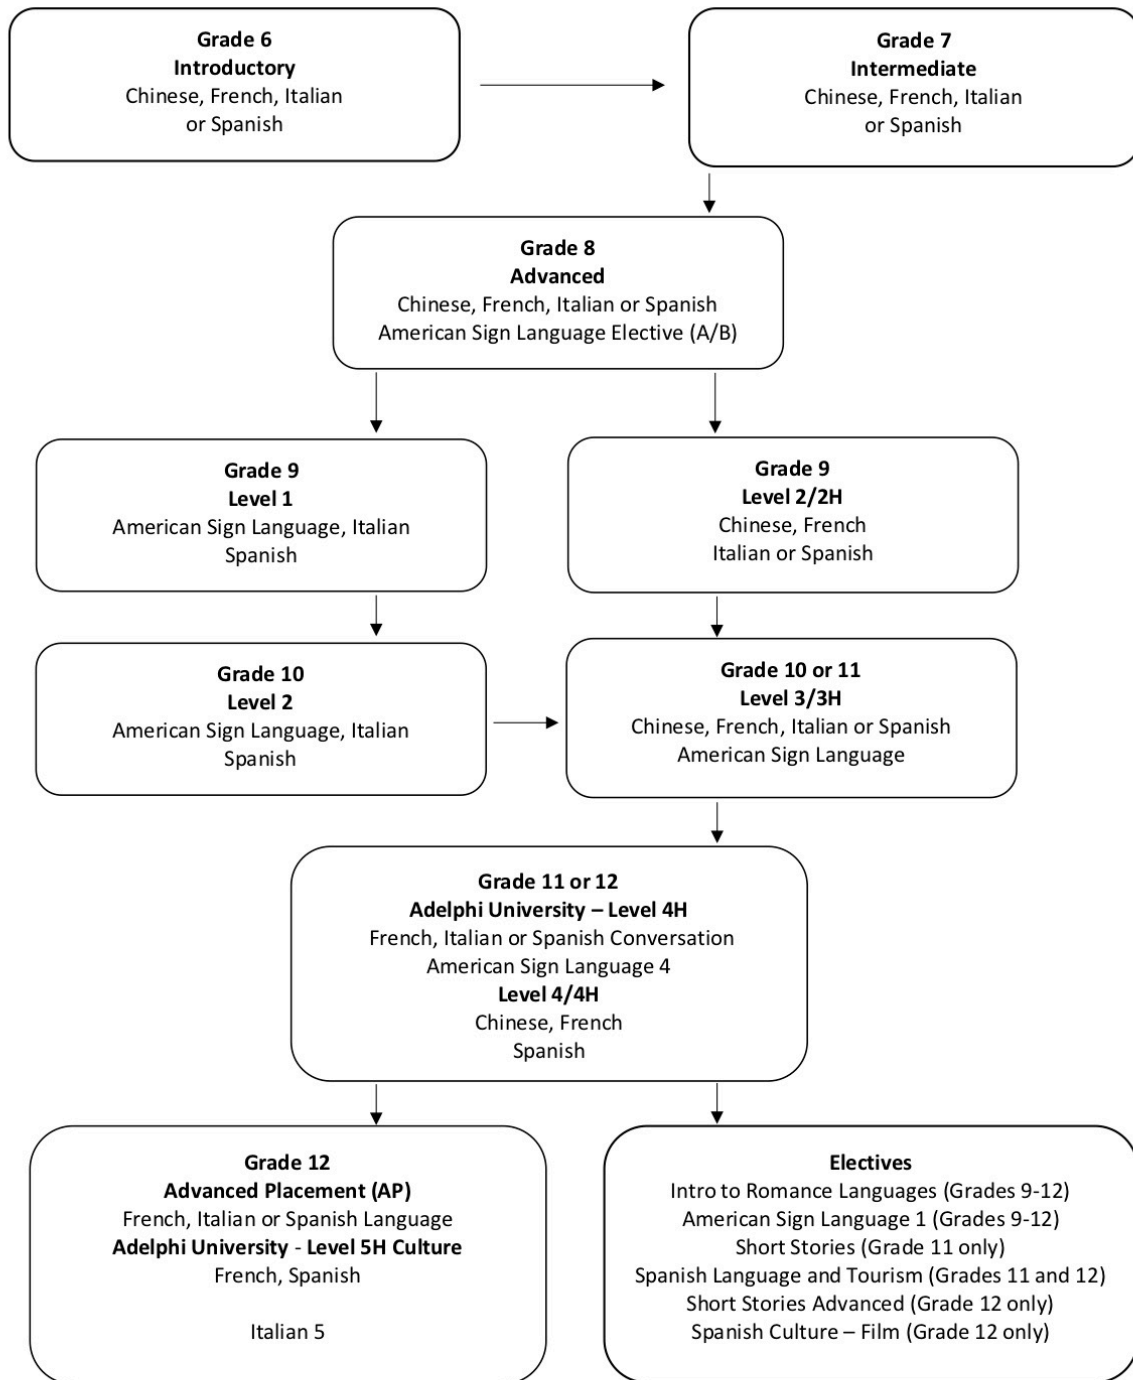 Grade 6
Introductory
Chinese, French, Italian
or Spanish
Grade 7
Intermediate
Chinese, French, Italian
or Spanish
Grade 8
Advanced
Chinese, French, Italian or Spanish
American Sign Language Elective (A/B)
Grade 9
Level 1
American Sign Language, Italian
Spanish
Grade 9
Level 2/2H
Chinese, French
Italian or Spanish
Grade 10
Level 2
American Sign Language, Italian
Spanish
Grade 10 or 11
Level 3/3H
Chinese, French, Italian or Spanish
American Sign Language
Grade 11 or 12
Adelphi University – Level 4H
French, Italian or Spanish Conversation
American Sign Language 4
Level 4/4H
Chinese, French
Spanish
Grade 12
Advanced Placement (AP)
French, Italian or Spanish Language
Adelphi University - Level 5H Culture
French, Spanish
Italian 5
Electives
Intro to Romance Languages (Grades 9-12)
American Sign Language 1 (Grades 9-12)
Short Stories (Grade 11 only)
Spanish Language and Tourism (Grades 11 and 12)
Short Stories Advanced (Grade 12 only)
Spanish Culture – Film (Grade 12 only)